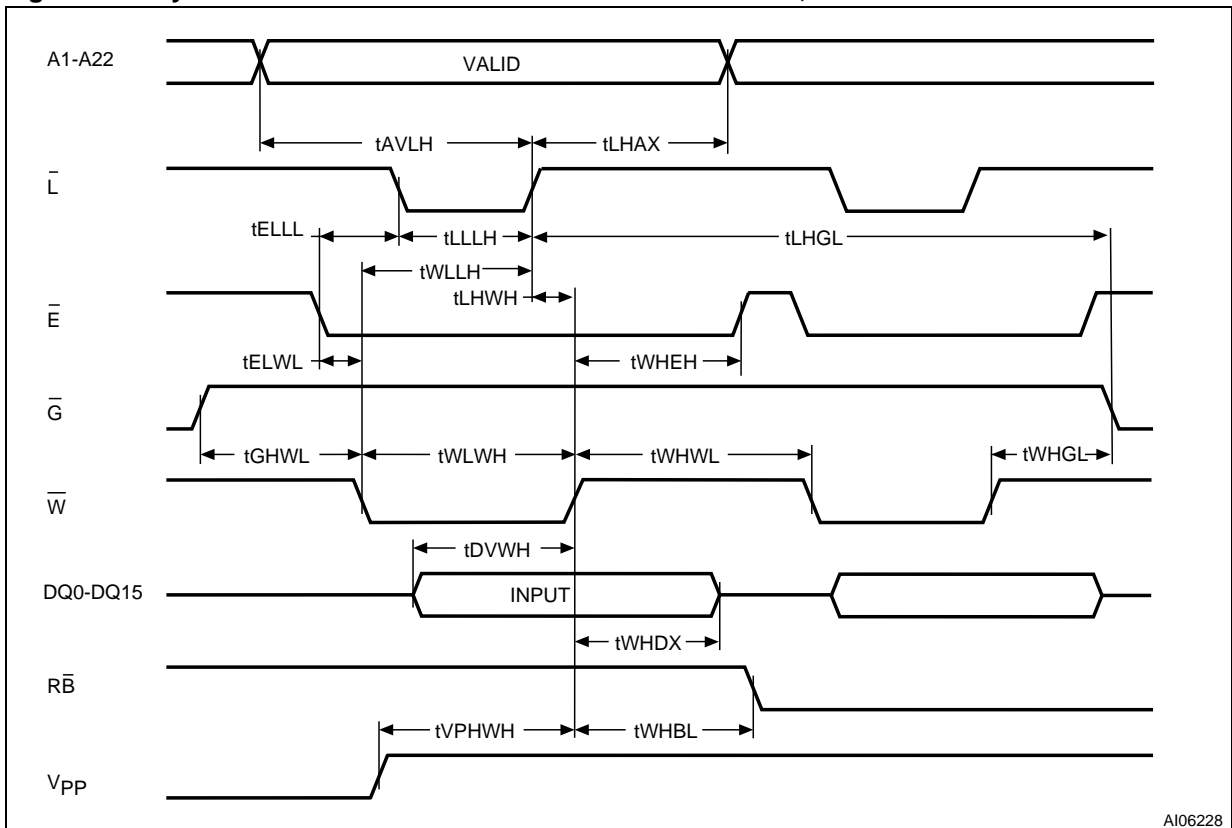 A1-A22
VALID
tAVLH
tLHAX
L̅
tELLL
tLLLH
tLHGL
tWLLH
tLHWH
E̅
tELWL
tWHEH
G̅
tGHWL
tWLWH
tWHWL
tWHGL
W̅
tDVWH
DQ0-DQ15
INPUT
tWHDX
RB̅
tVPHWH
tWHBL
VPP
AI06228